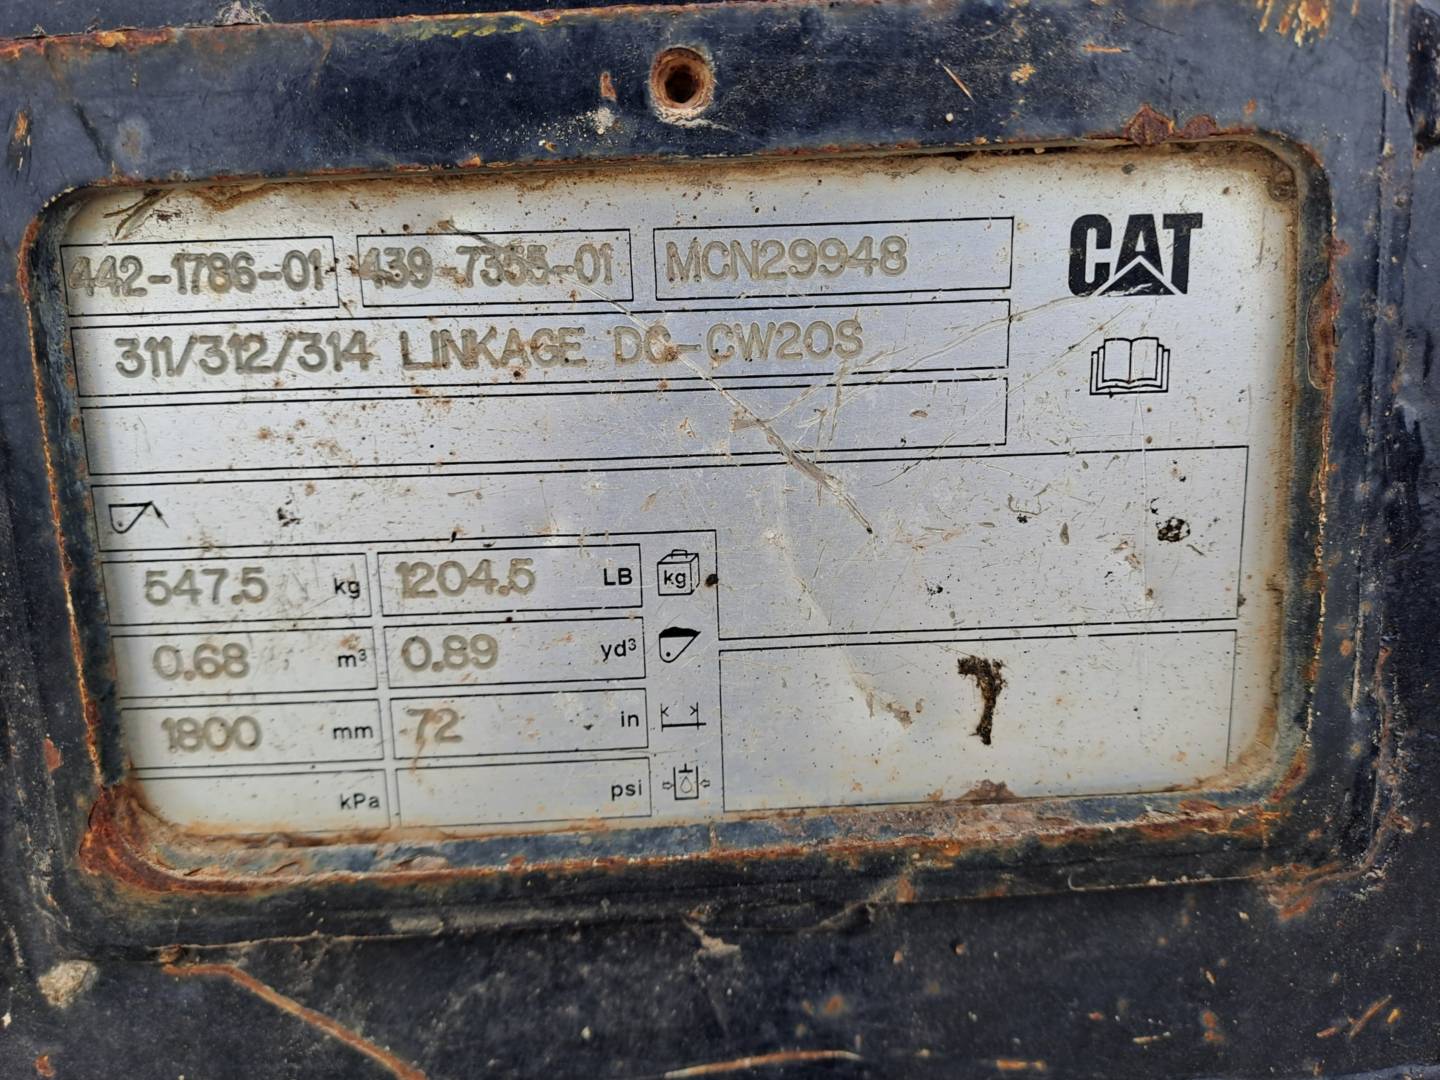 442-1786-01 439-7355-01 MCN29948
CAT
311/312/314 LINKAGE DC-CW20S
547.5 kg 1204.5 LB kg
0.68 m³ 0.89 yd³
1800 mm 72 in
kPa psi